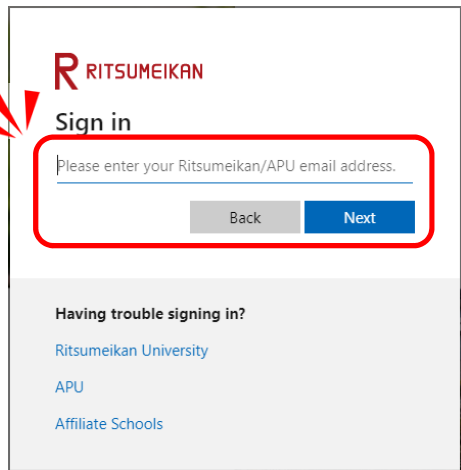 RITSUMEIKAN
Sign in
Please enter your Ritsumeikan/APU email address.
Back Next
Having trouble signing in?
Ritsumeikan University
APU
Affiliate Schools